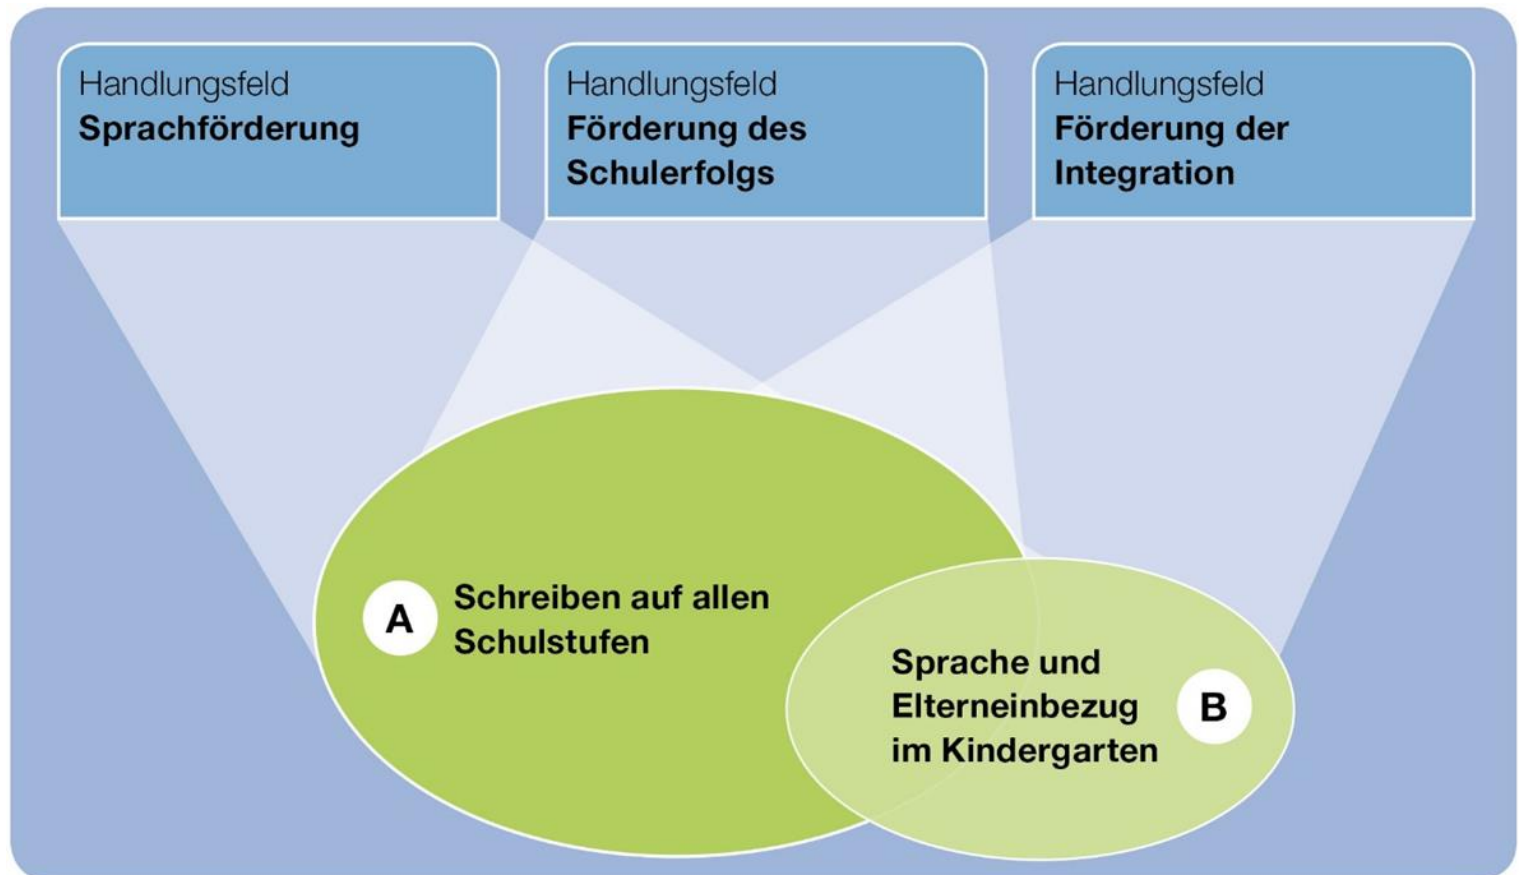 Handlungsfeld
Sprachförderung
Handlungsfeld
Förderung des
Schulerfolgs
Handlungsfeld
Förderung der
Integration
A
Schreiben auf allen
Schulstufen
Sprache und
Elterneinbezug
im Kindergarten
B